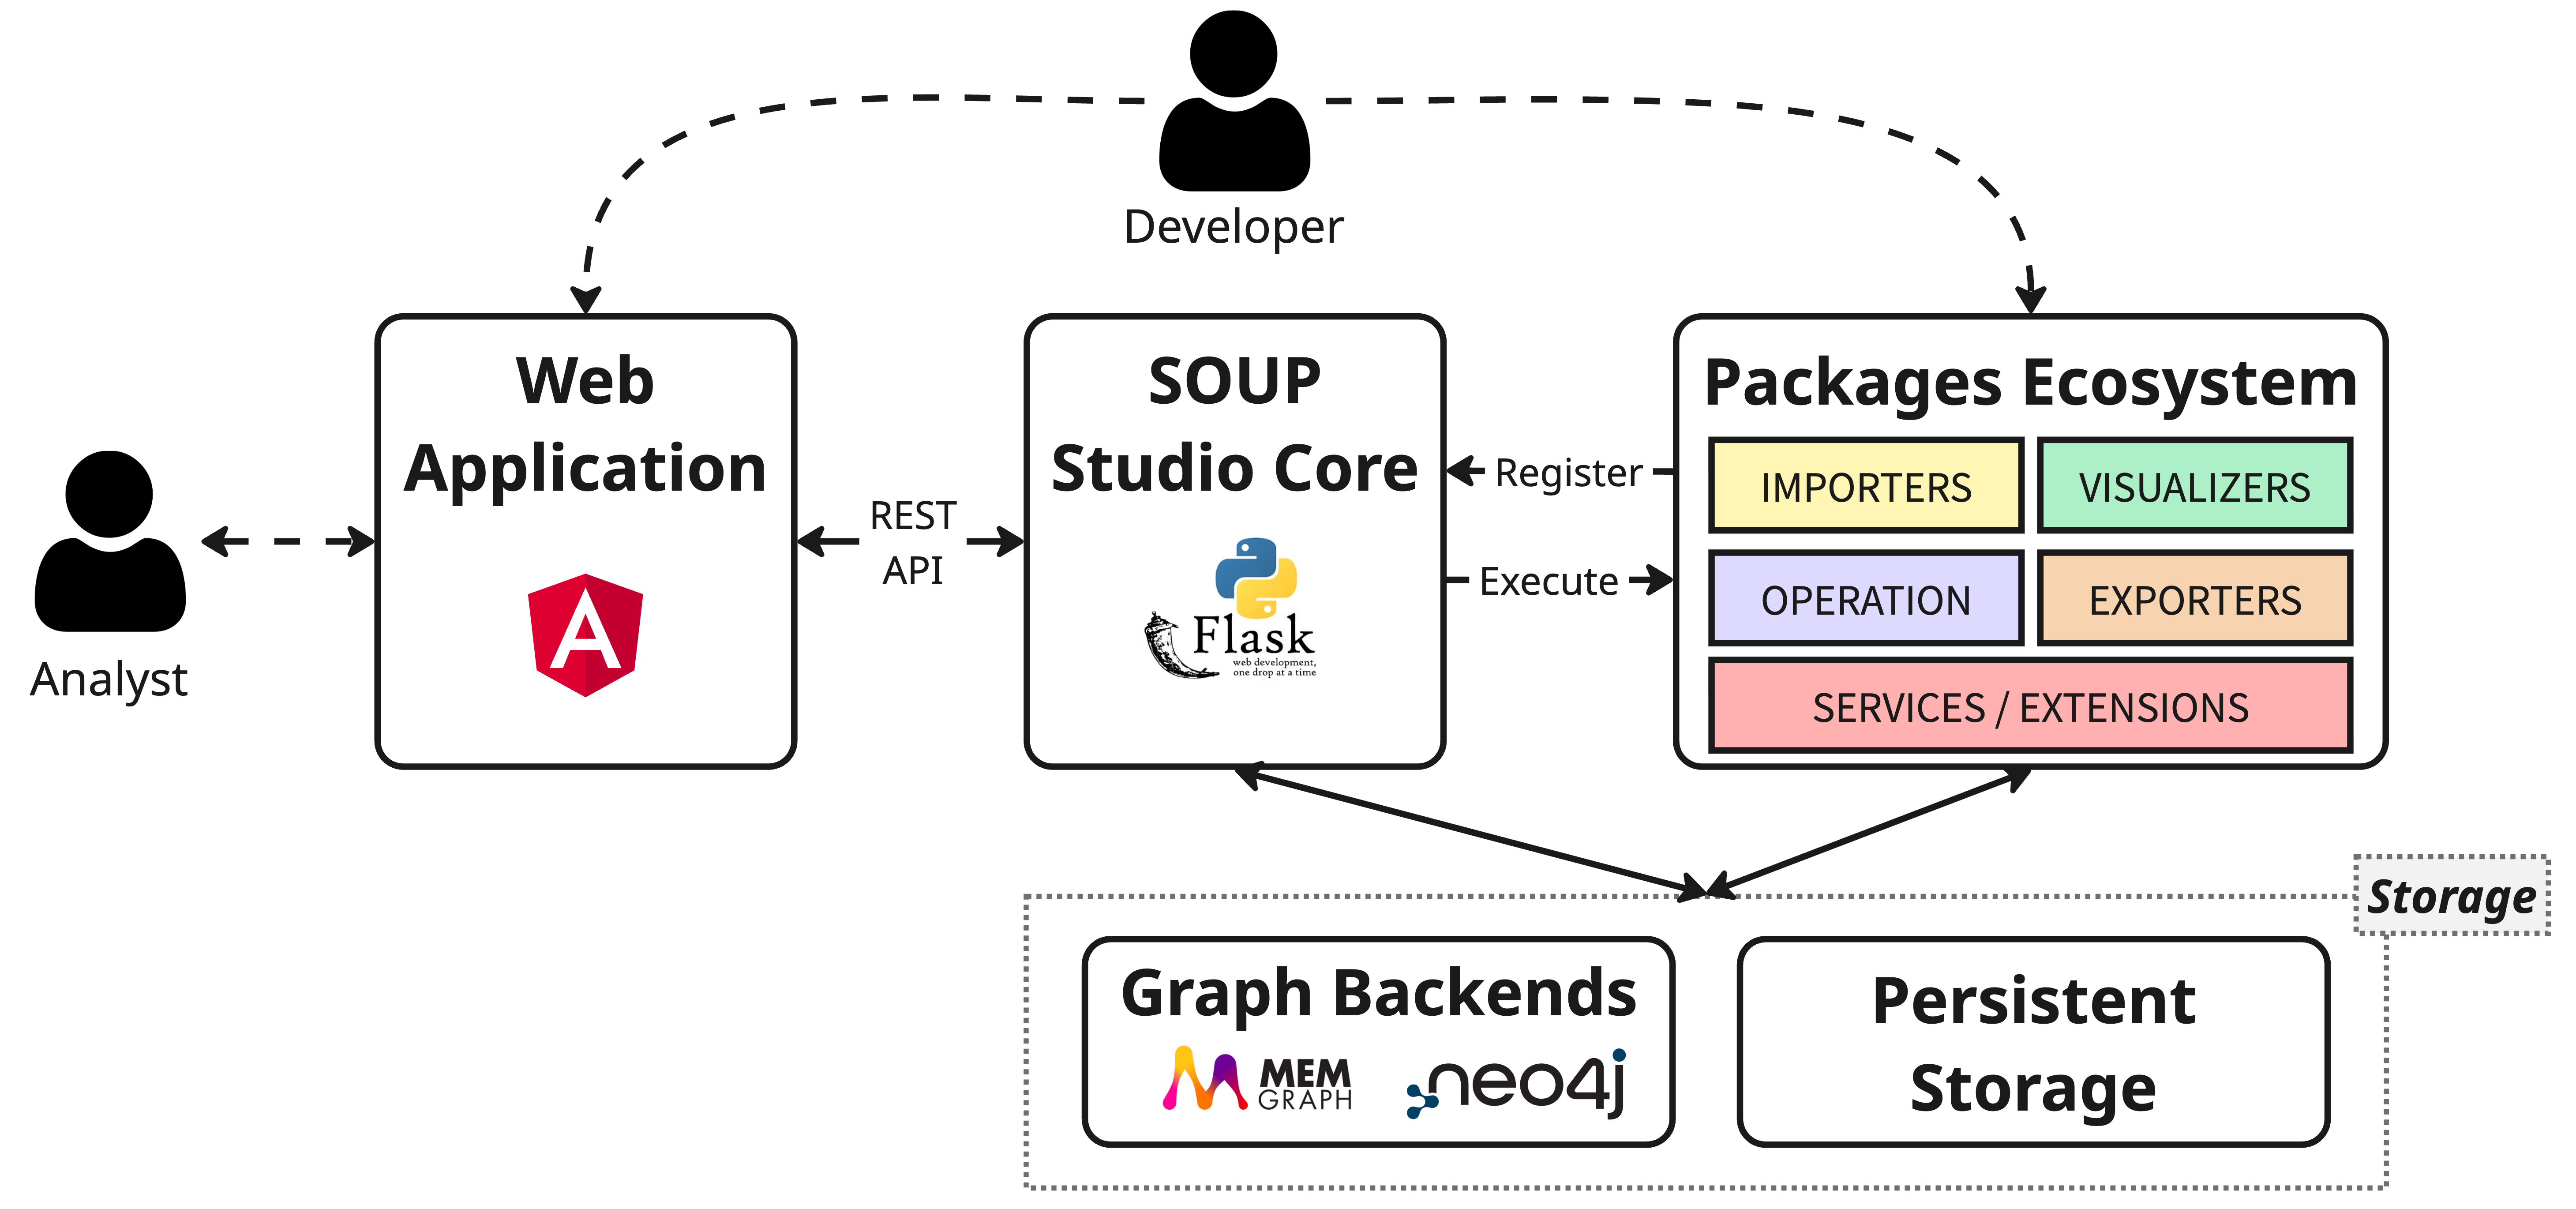 Developer
Web
Application
SOUP
Studio Core
Packages Ecosystem
IMPORTERS
VISUALIZERS
Register
REST
API
Execute
OPERATION
EXPORTERS
Flask
web development,
one drop at a time
SERVICES / EXTENSIONS
Analyst
Storage
Graph Backends
MEM
GRAPH
neo4j
Persistent
Storage